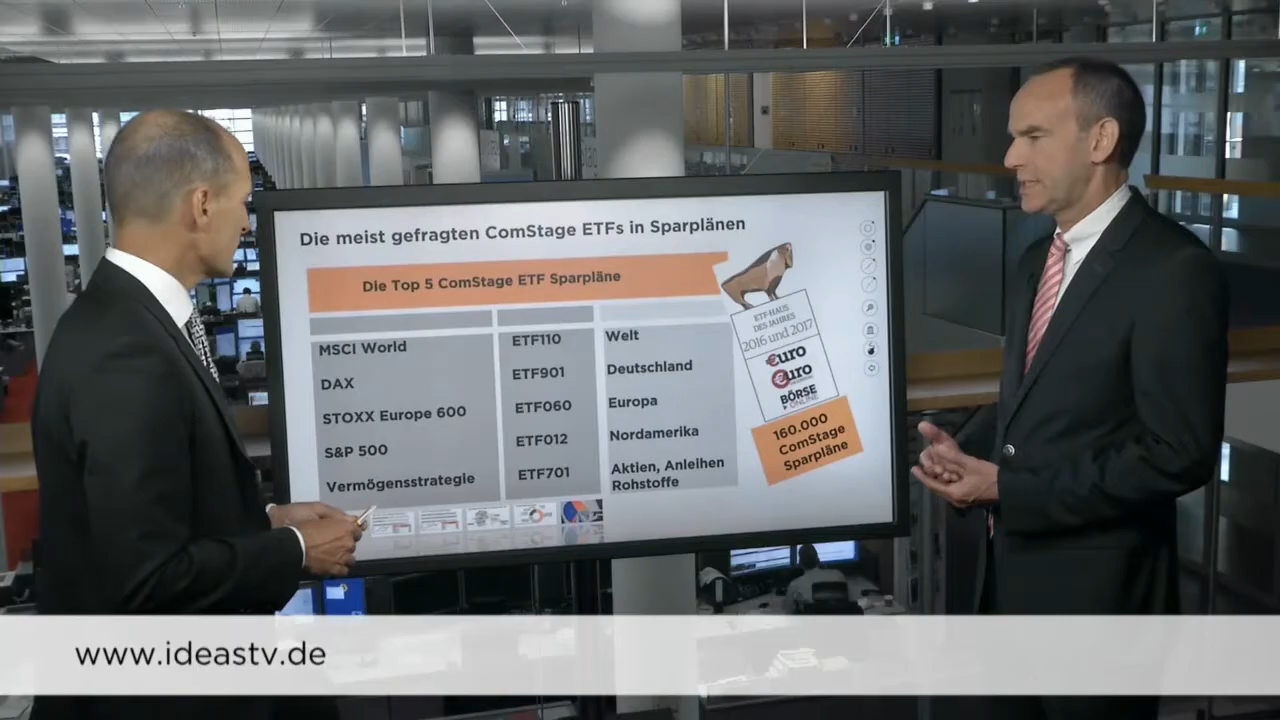 Die meist gefragten ComStage ETFs in Sparplänen
Die Top 5 ComStage ETF Sparpläne
MSCI World ETF110 Welt
DAX ETF901 Deutschland
STOXX Europe 600 ETF060 Europa
S&P 500 ETF012 Nordamerika
Vermögensstrategie ETF701 Aktien, Anleihen
Rohstoffe
ETF-HAUS
DES JAHRES
2016 und 2017
€uro
€uro
BÖRSE
ONLINE
160.000
ComStage
Sparpläne
www.ideastv.de